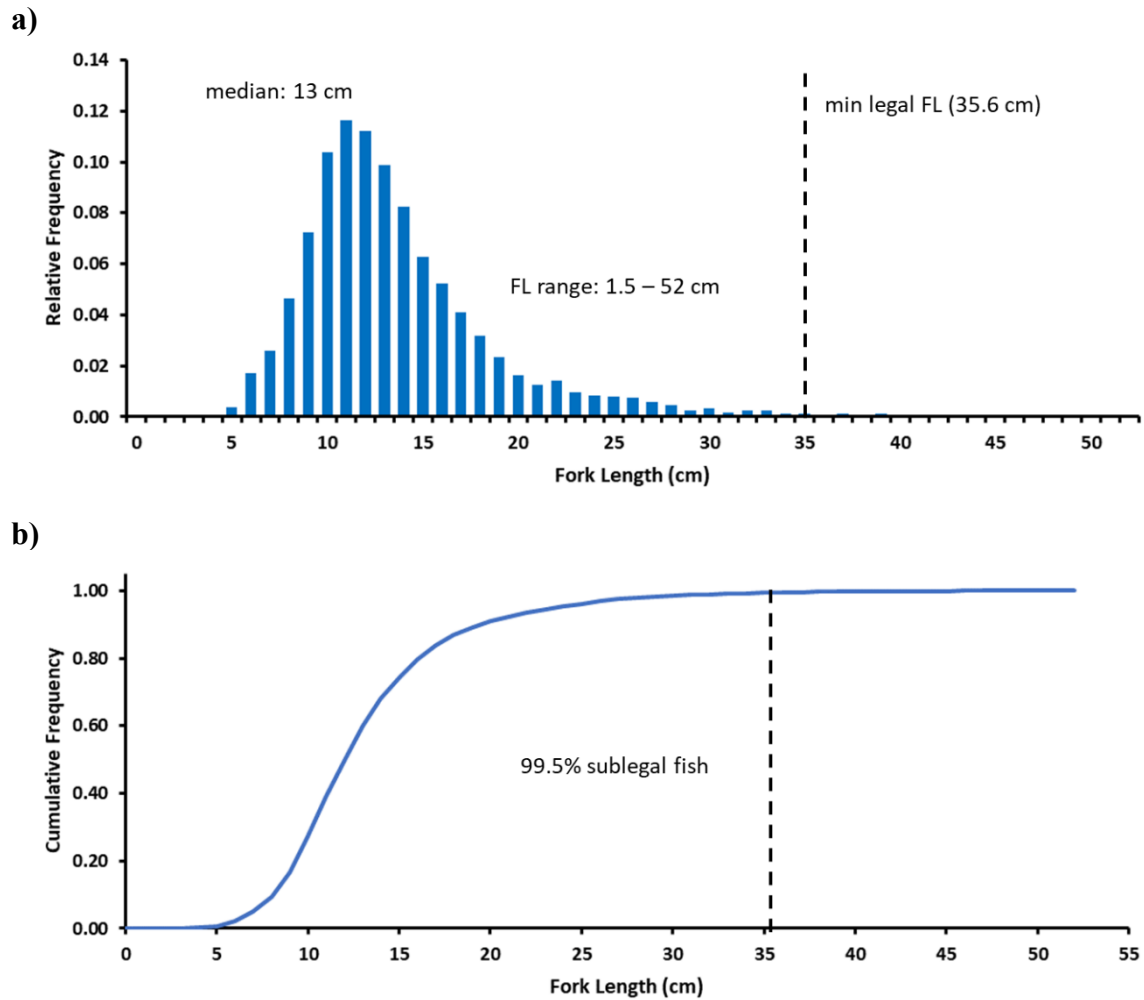 a)
0.14
0.12
0.10
0.08
0.06
0.04
0.02
0.00
Relative Frequency
median: 13 cm
min legal FL (35.6 cm)
FL range: 1.5 – 52 cm
0 5 10 15 20 25 30 35 40 45 50
Fork Length (cm)
b)
1.00
0.80
0.60
0.40
0.20
0.00
Cumulative Frequency
99.5% sublegal fish
0 5 10 15 20 25 30 35 40 45 50 55
Fork Length (cm)